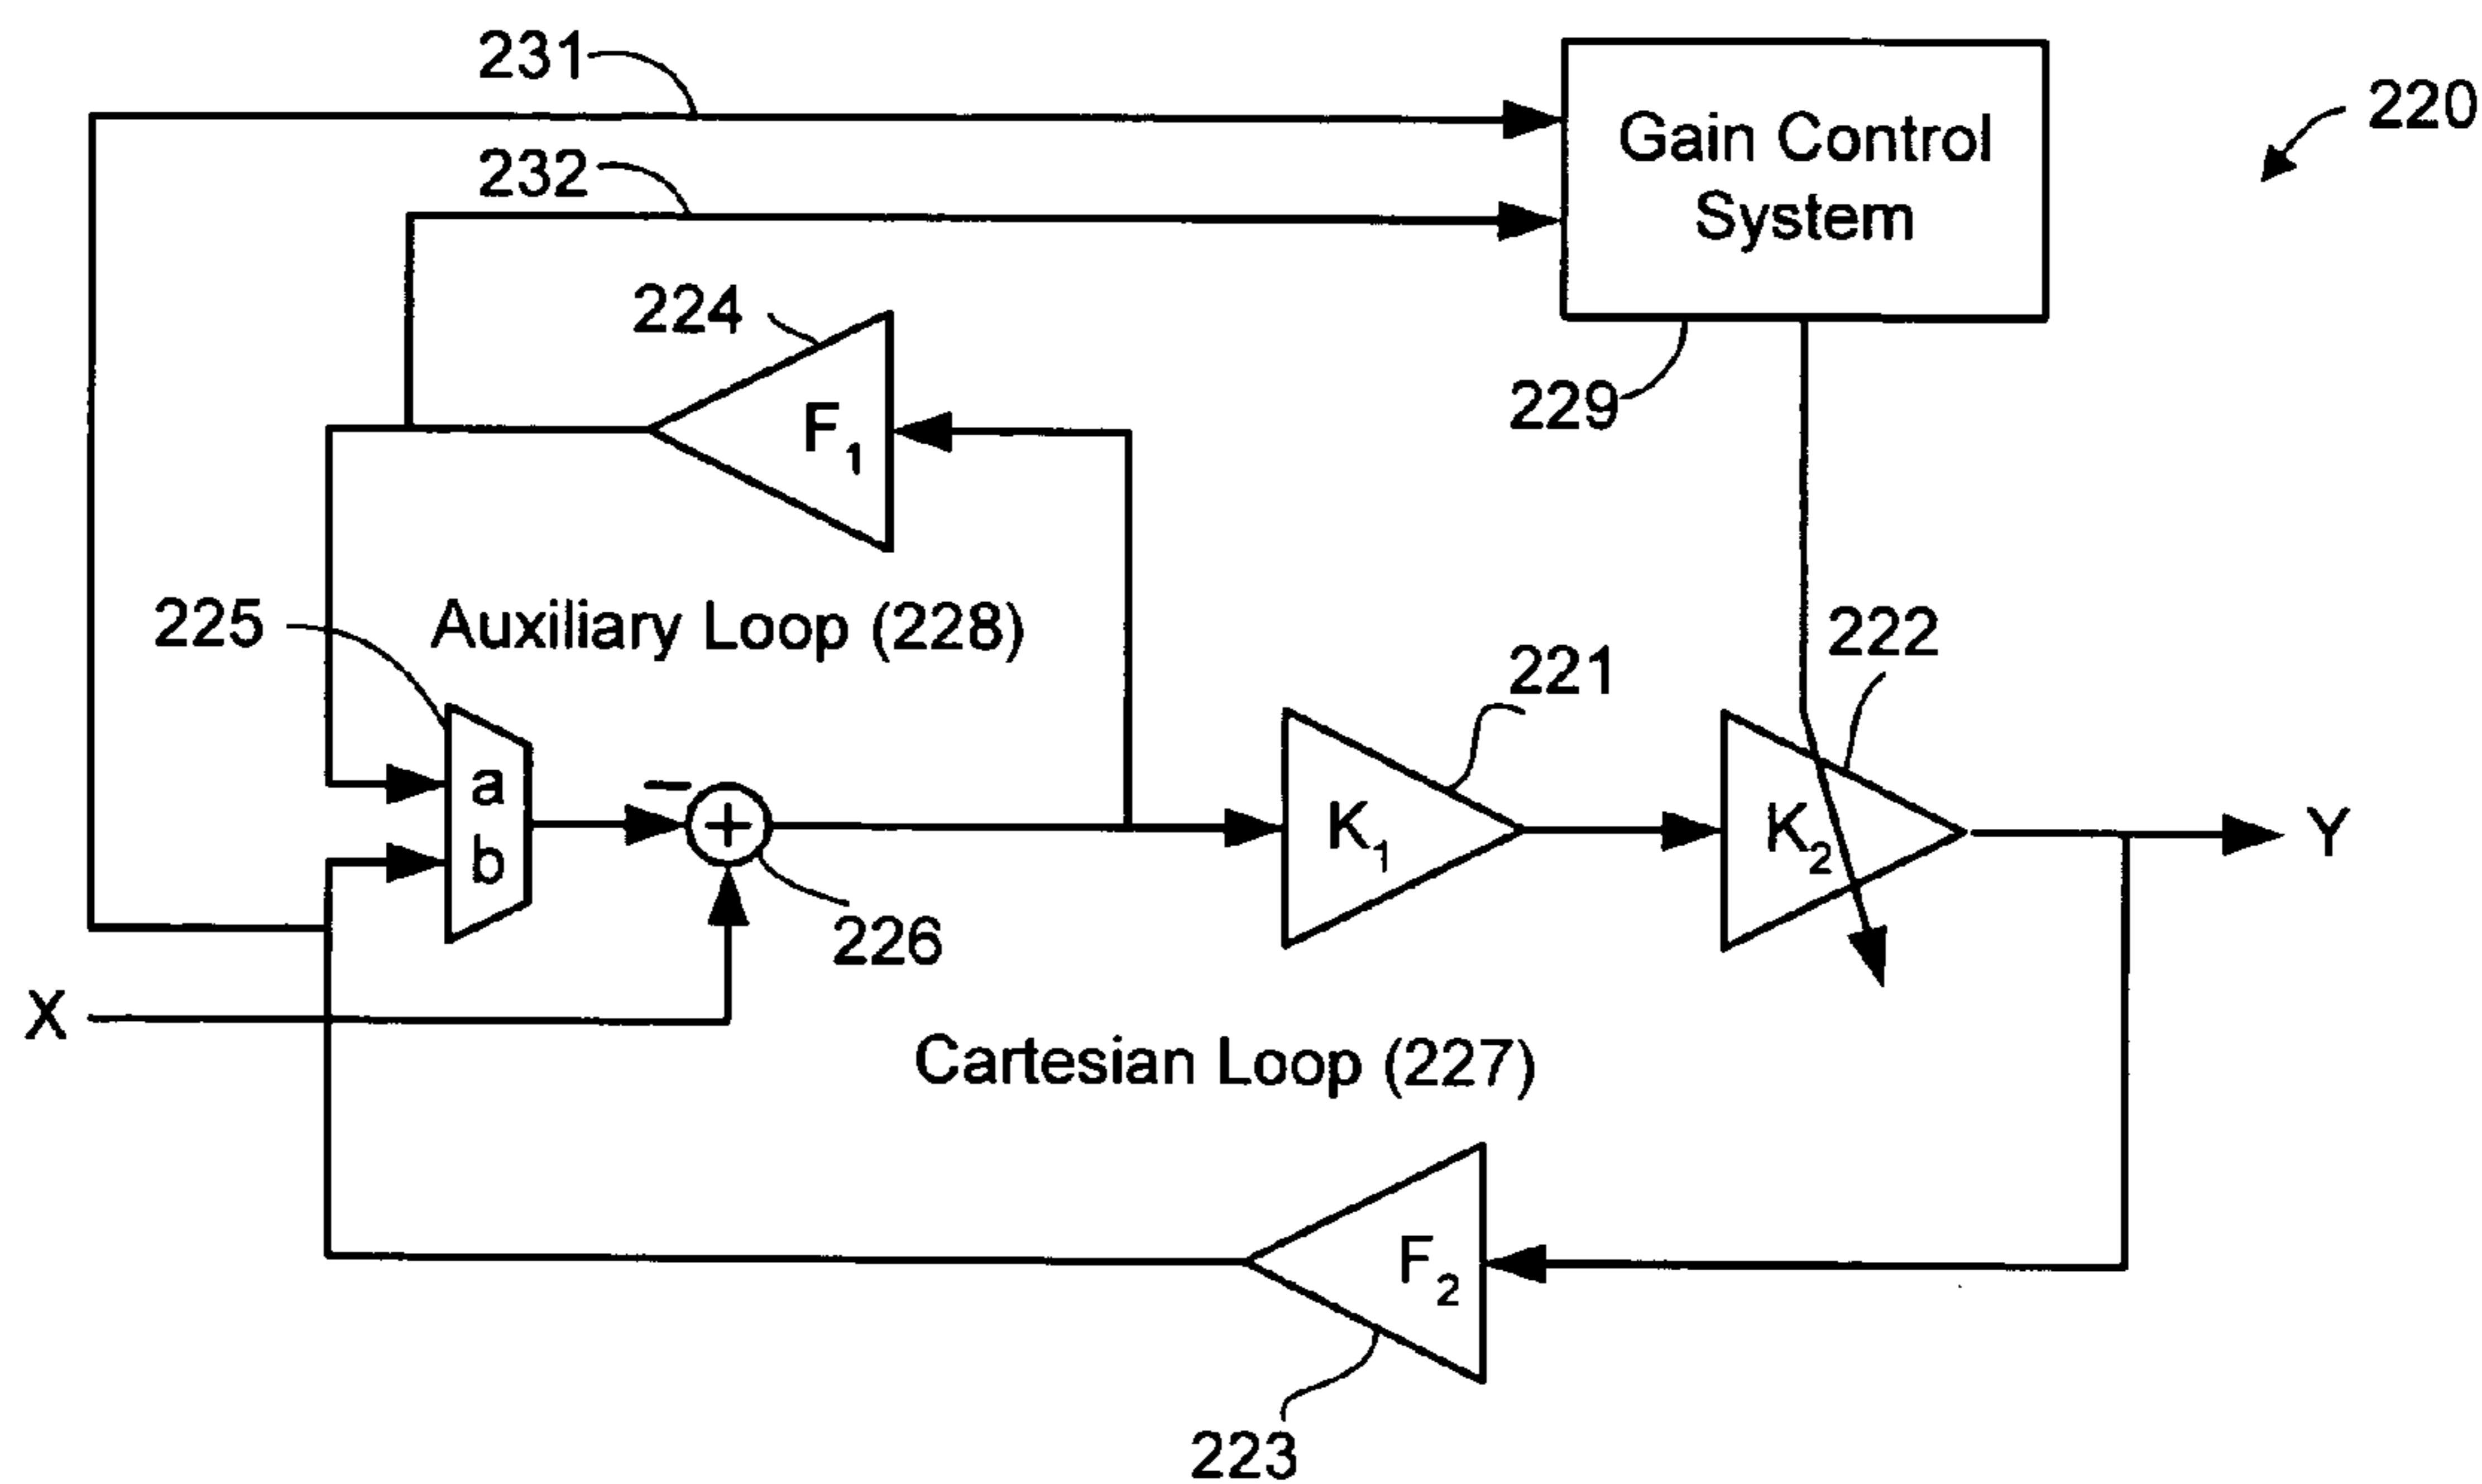 231
Gain Control
System
220
232
224
F1
229
225
Auxiliary Loop (228)
222
221
a
b
−
+
K1
K2
Y
226
X
Cartesian Loop (227)
F2
223